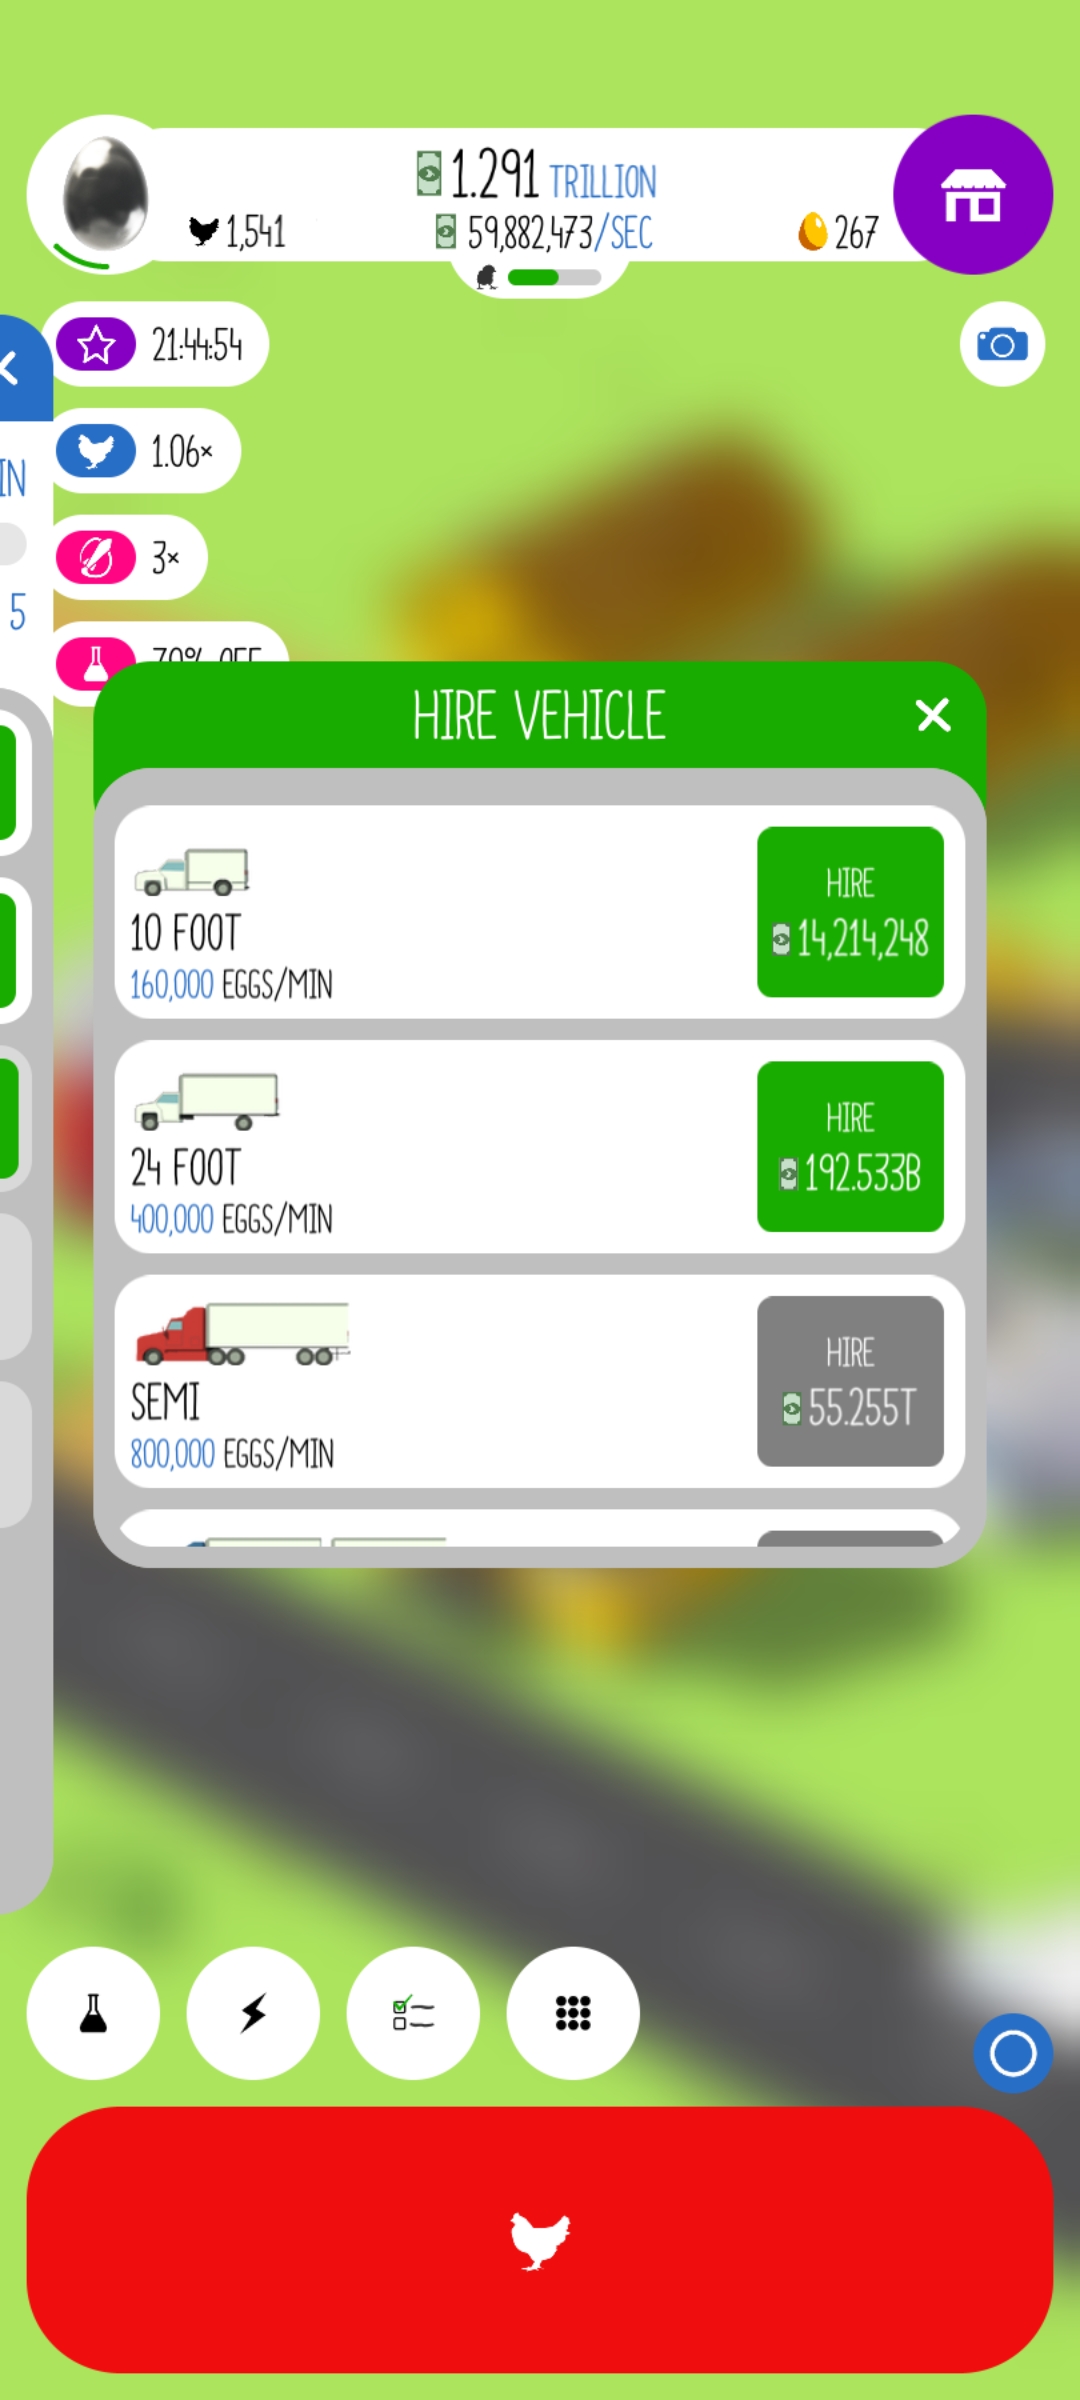 1.291 TRILLION
1,541
59,882,473/SEC
267
21:44:54
1.06×
IN
3×
5
70% OFF
HIRE VEHICLE
10 FOOT
160,000 EGGS/MIN
HIRE
14,214,248
24 FOOT
400,000 EGGS/MIN
HIRE
192.533B
SEMI
800,000 EGGS/MIN
HIRE
55.255T